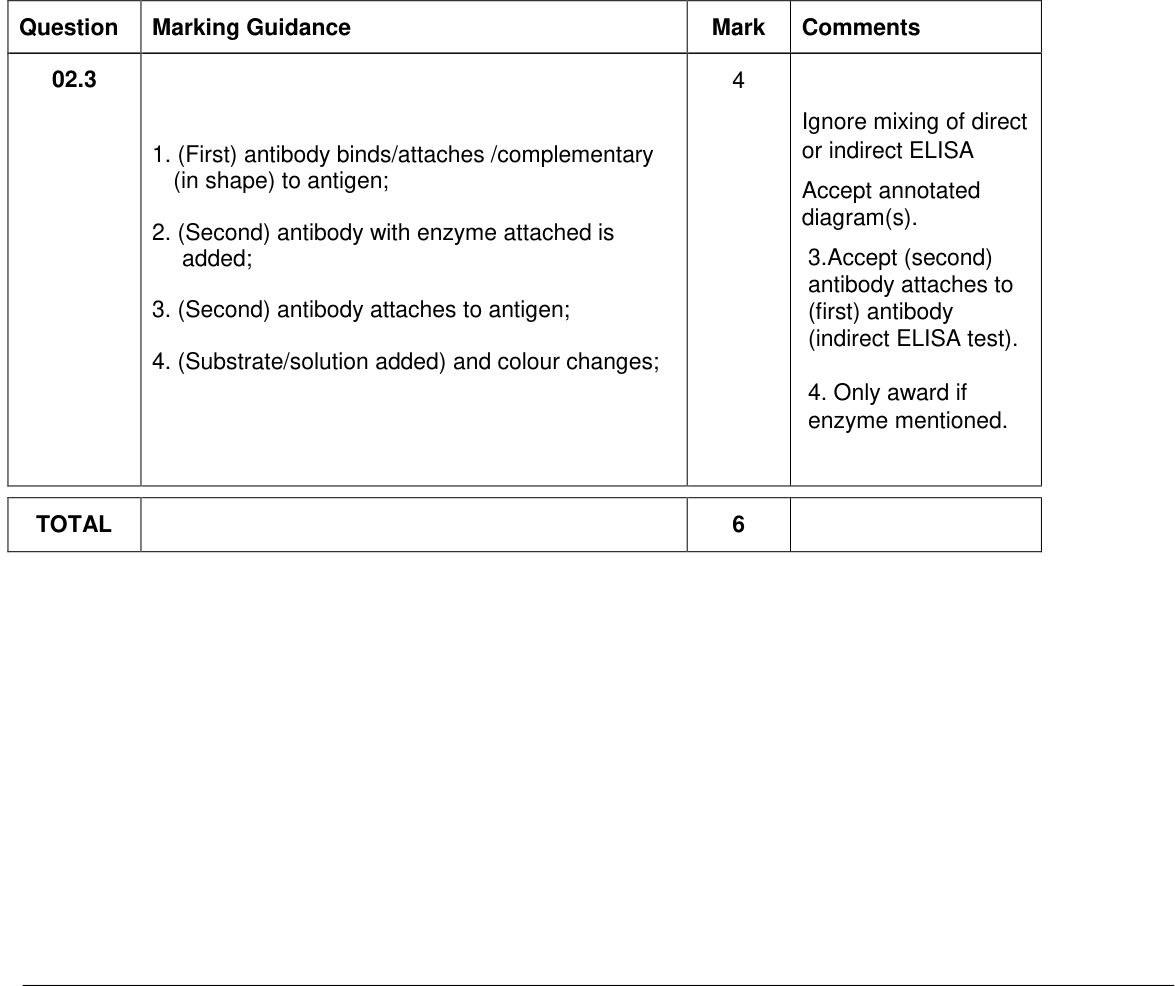 Question Marking Guidance Mark Comments
02.3 4
Ignore mixing of direct
or indirect ELISA
1. (First) antibody binds/attaches /complementary
(in shape) to antigen;
Accept annotated
diagram(s).
2. (Second) antibody with enzyme attached is
added;
3.Accept (second)
antibody attaches to
(first) antibody
(indirect ELISA test).
3. (Second) antibody attaches to antigen;
4. (Substrate/solution added) and colour changes;
4. Only award if
enzyme mentioned.
TOTAL 6